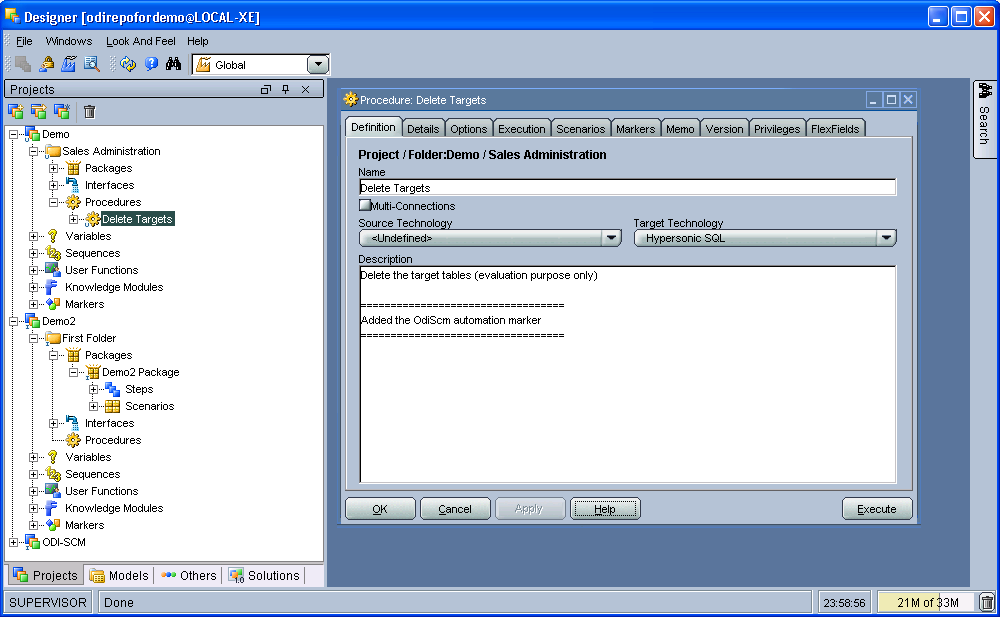 Designer [odirepofordemo@LOCAL-XE]
File Windows Look And Feel Help
Global
Projects
Demo
Sales Administration
Packages
Interfaces
Procedures
Delete Targets
Variables
Sequences
User Functions
Knowledge Modules
Markers
Demo2
First Folder
Packages
Demo2 Package
Steps
Scenarios
Interfaces
Procedures
Variables
Sequences
User Functions
Knowledge Modules
Markers
ODI-SCM
Projects Models Others Solutions
Procedure: Delete Targets
Definition Details Options Execution Scenarios Markers Memo Version Privileges FlexFields
Project / Folder:Demo / Sales Administration
Name
Delete Targets
Multi-Connections
Source Technology Target Technology
<Undefined> Hypersonic SQL
Description
Delete the target tables (evaluation purpose only)
==================================
Added the OdiScm automation marker
==================================
OK Cancel Apply Help Execute
Search
SUPERVISOR Done 23:58:56 21M of 33M